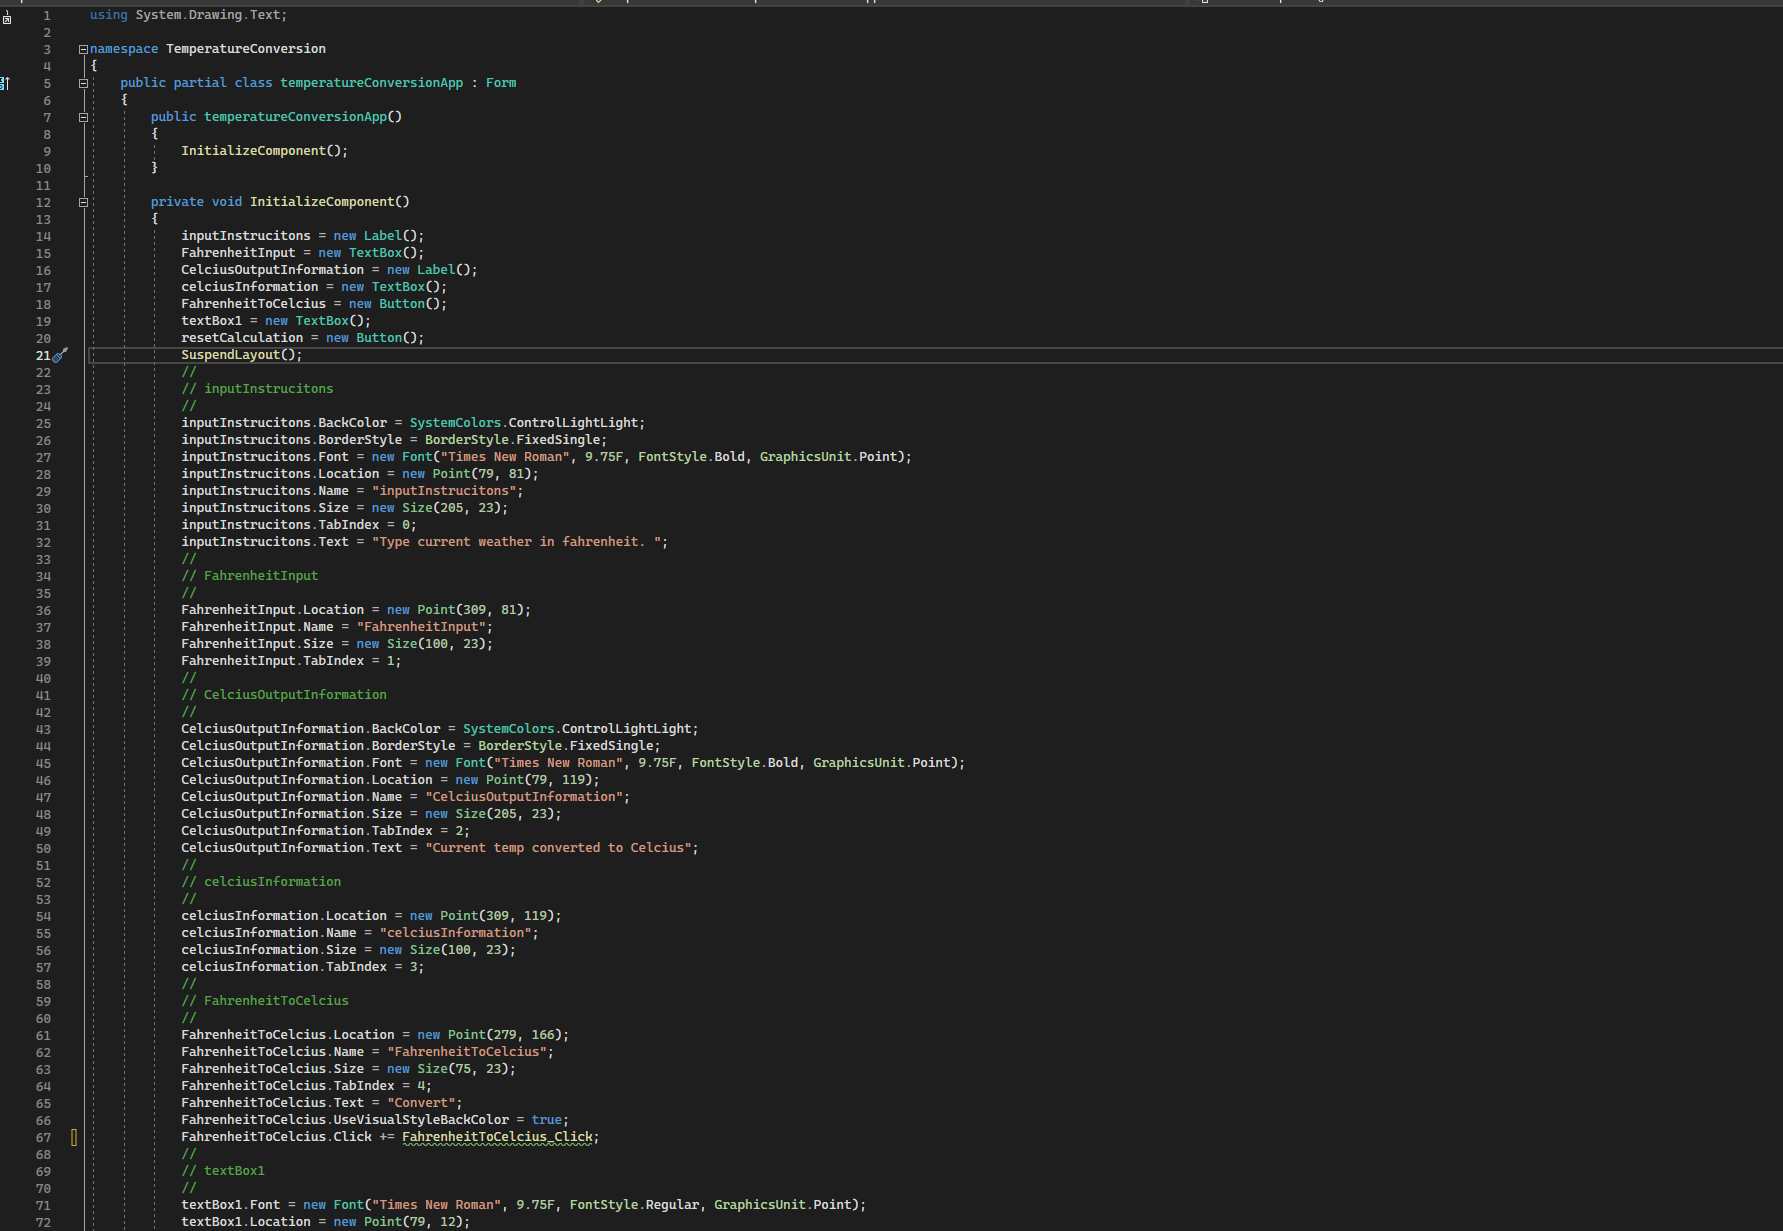 1 using System.Drawing.Text;
2
3 namespace TemperatureConversion
4 {
5 public partial class temperatureConversionApp : Form
6 {
7 public temperatureConversionApp()
8 {
9 InitializeComponent();
10 }
11
12 private void InitializeComponent()
13 {
14 inputInstrucitons = new Label();
15 FahrenheitInput = new TextBox();
16 CelciusOutputInformation = new Label();
17 celciusInformation = new TextBox();
18 FahrenheitToCelcius = new Button();
19 textBox1 = new TextBox();
20 resetCalculation = new Button();
21 SuspendLayout();
22 //
23 // inputInstrucitons
24 //
25 inputInstrucitons.BackColor = SystemColors.ControlLightLight;
26 inputInstrucitons.BorderStyle = BorderStyle.FixedSingle;
27 inputInstrucitons.Font = new Font("Times New Roman", 9.75F, FontStyle.Bold, GraphicsUnit.Point);
28 inputInstrucitons.Location = new Point(79, 81);
29 inputInstrucitons.Name = "inputInstrucitons";
30 inputInstrucitons.Size = new Size(205, 23);
31 inputInstrucitons.TabIndex = 0;
32 inputInstrucitons.Text = "Type current weather in fahrenheit. ";
33 //
34 // FahrenheitInput
35 //
36 FahrenheitInput.Location = new Point(309, 81);
37 FahrenheitInput.Name = "FahrenheitInput";
38 FahrenheitInput.Size = new Size(100, 23);
39 FahrenheitInput.TabIndex = 1;
40 //
41 // CelciusOutputInformation
42 //
43 CelciusOutputInformation.BackColor = SystemColors.ControlLightLight;
44 CelciusOutputInformation.BorderStyle = BorderStyle.FixedSingle;
45 CelciusOutputInformation.Font = new Font("Times New Roman", 9.75F, FontStyle.Bold, GraphicsUnit.Point);
46 CelciusOutputInformation.Location = new Point(79, 119);
47 CelciusOutputInformation.Name = "CelciusOutputInformation";
48 CelciusOutputInformation.Size = new Size(205, 23);
49 CelciusOutputInformation.TabIndex = 2;
50 CelciusOutputInformation.Text = "Current temp converted to Celcius";
51 //
52 // celciusInformation
53 //
54 celciusInformation.Location = new Point(309, 119);
55 celciusInformation.Name = "celciusInformation";
56 celciusInformation.Size = new Size(100, 23);
57 celciusInformation.TabIndex = 3;
58 //
59 // FahrenheitToCelcius
60 //
61 FahrenheitToCelcius.Location = new Point(279, 166);
62 FahrenheitToCelcius.Name = "FahrenheitToCelcius";
63 FahrenheitToCelcius.Size = new Size(75, 23);
64 FahrenheitToCelcius.TabIndex = 4;
65 FahrenheitToCelcius.Text = "Convert";
66 FahrenheitToCelcius.UseVisualStyleBackColor = true;
67 FahrenheitToCelcius.Click += FahrenheitToCelcius_Click;
68 //
69 // textBox1
70 //
71 textBox1.Font = new Font("Times New Roman", 9.75F, FontStyle.Regular, GraphicsUnit.Point);
72 textBox1.Location = new Point(79, 12);